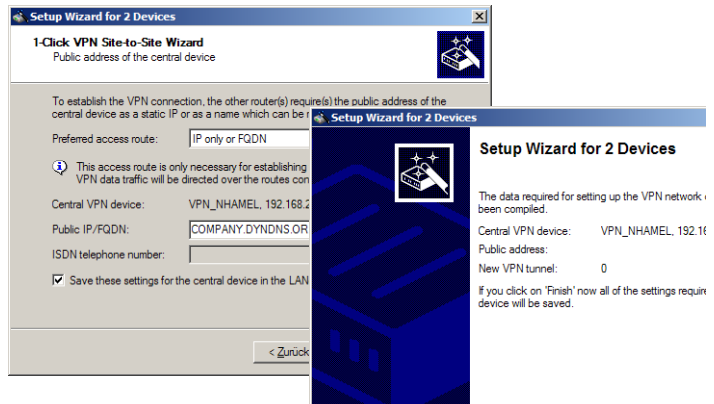 Setup Wizard for 2 Devices
1-Click VPN Site-to-Site Wizard
Public address of the central device
To establish the VPN connection, the other router(s) require(s) the public address of the
central device as a static IP or as a name which can be
Preferred access route: IP only or FQDN
This access route is only necessary for establishing
VPN data traffic will be directed over the routes
Central VPN device: VPN_NHAMEL, 192.168.2
Public IP/FQDN: COMPANY.DYNDNS.OR
ISDN telephone number:
Save these settings for the central device in the LAN
< Zurück
Setup Wizard for 2 Devices
Setup Wizard for 2 Devices
The data required for setting up the VPN network
been compiled.
Central VPN device: VPN_NHAMEL, 192.16
Public address:
New VPN tunnel: 0
If you click on 'Finish' now all of the settings
device will be saved.